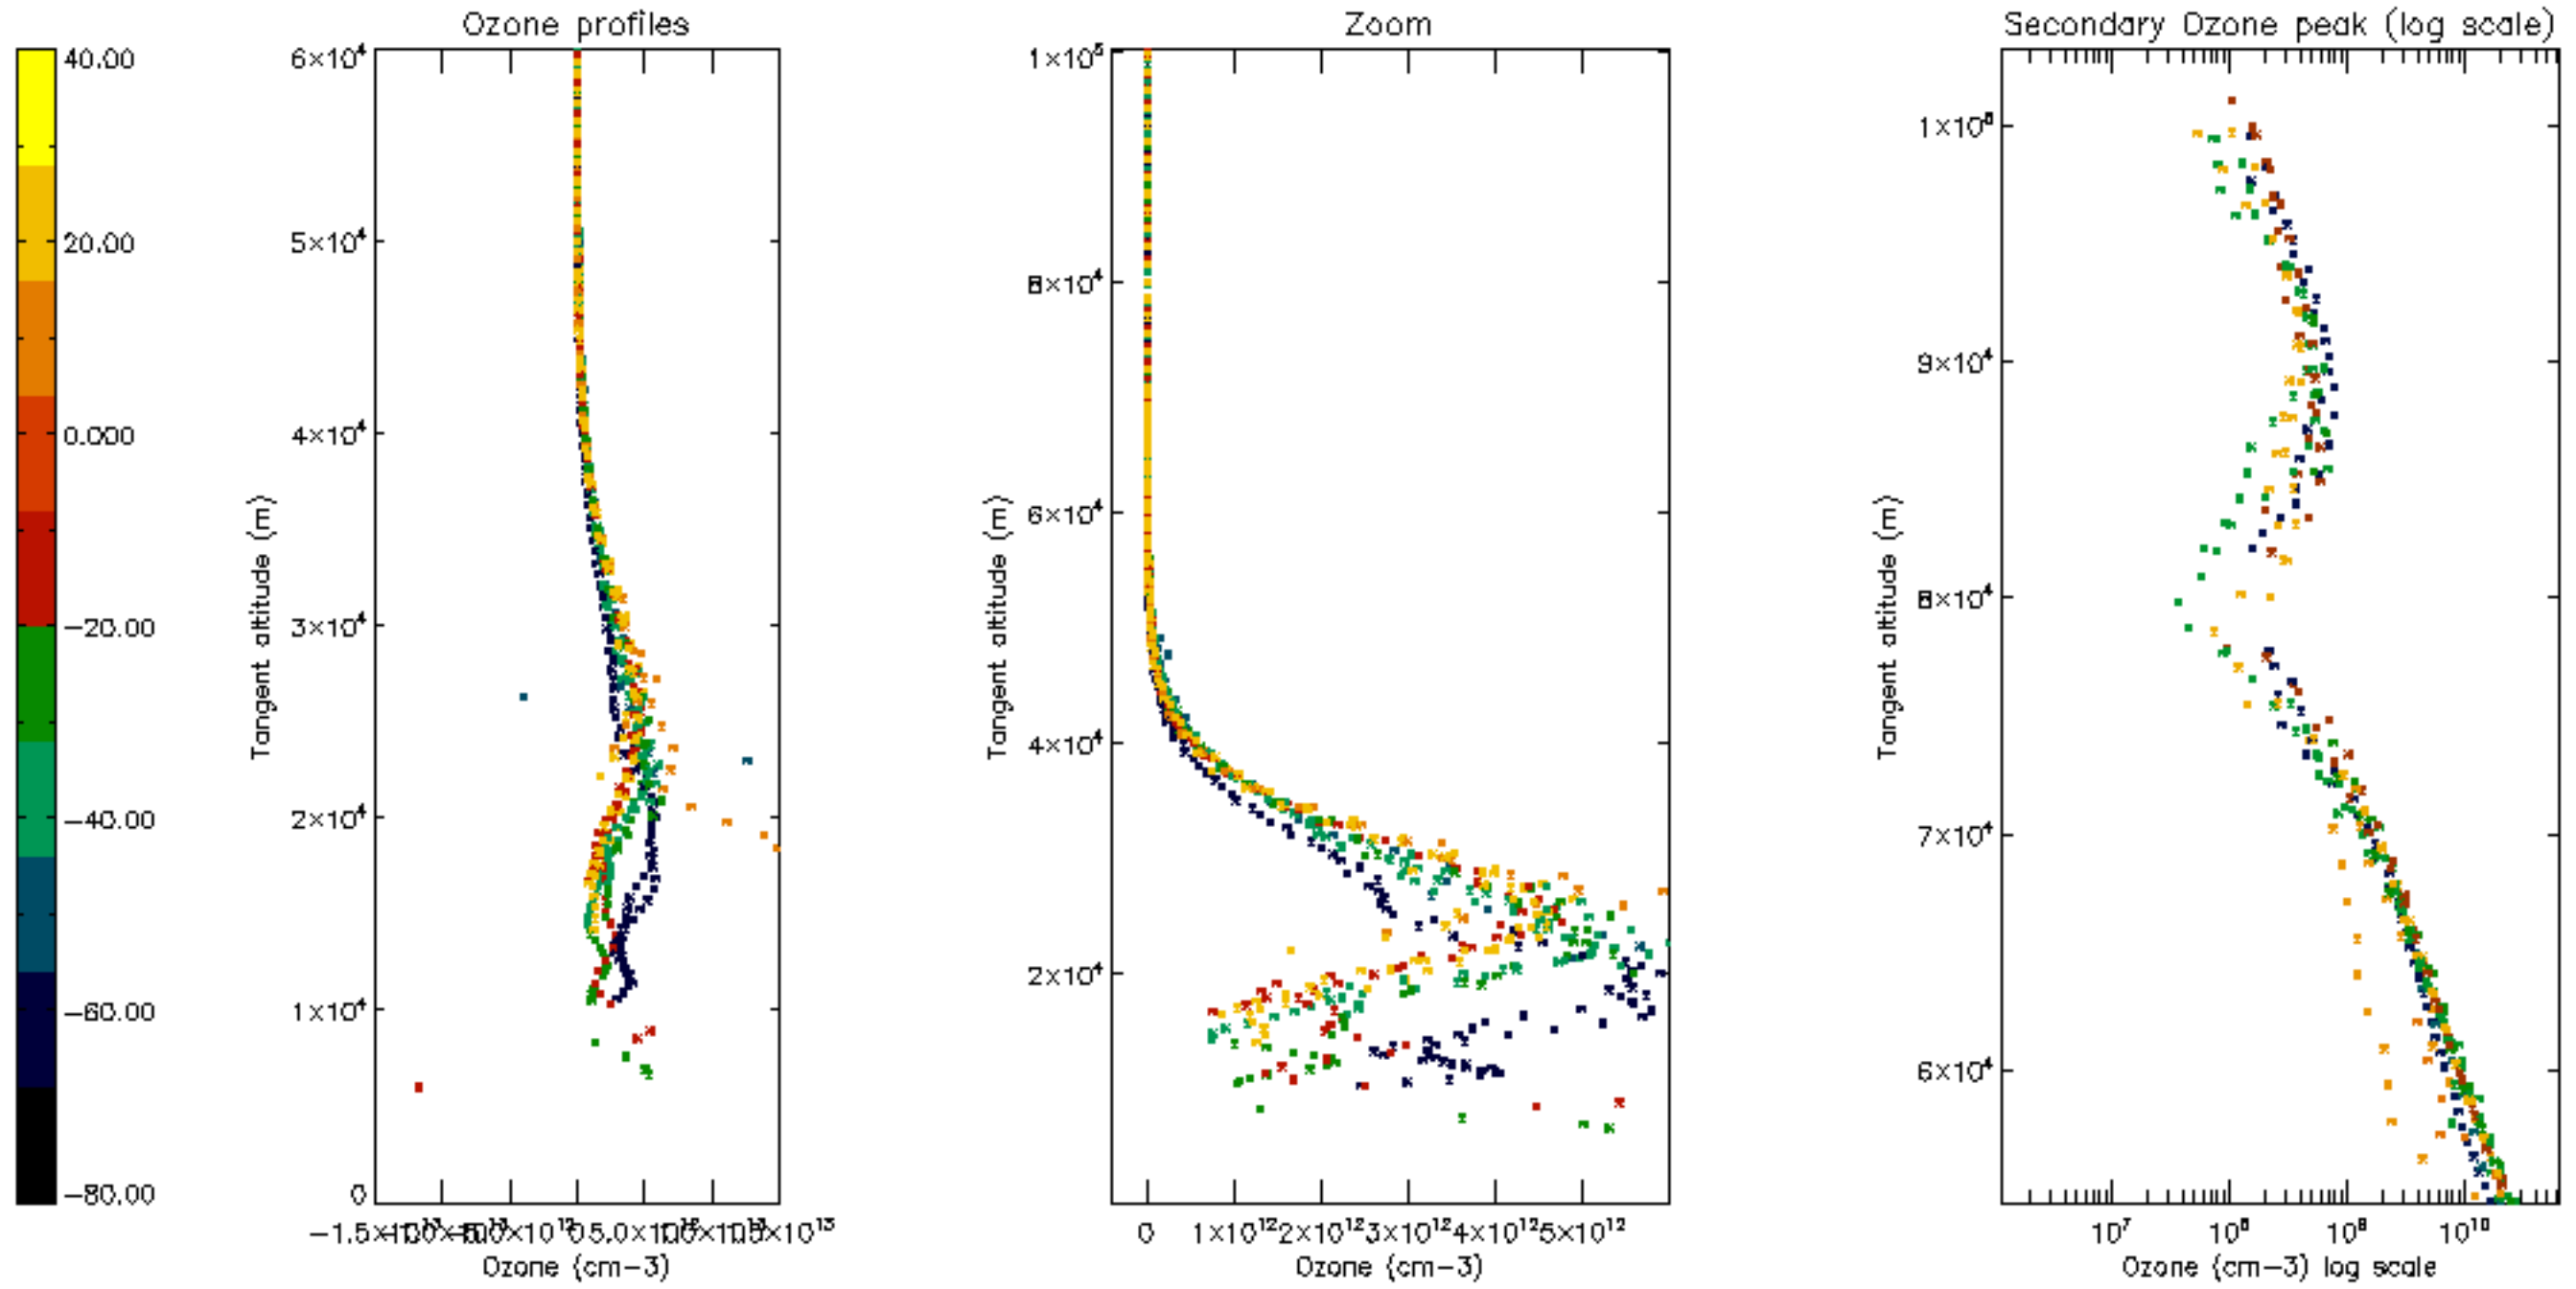 Ozone profiles
Zoom
Secondary Ozone peak (log scale)
40.00
20.00
0.000
−20.00
−40.00
−60.00
−80.00
6×10⁴
5×10⁴
4×10⁴
3×10⁴
2×10⁴
1×10⁴
0
Tangent altitude (m)
Ozone (cm−3)
1×10⁵
8×10⁴
6×10⁴
4×10⁴
2×10⁴
Tangent altitude (m)
0 1×10¹² 2×10¹² 3×10¹² 4×10¹² 5×10¹²
Ozone (cm−3)
1×10⁵
9×10⁴
8×10⁴
7×10⁴
6×10⁴
Tangent altitude (m)
10⁷ 10⁸ 10⁹ 10¹⁰
Ozone (cm−3) log scale